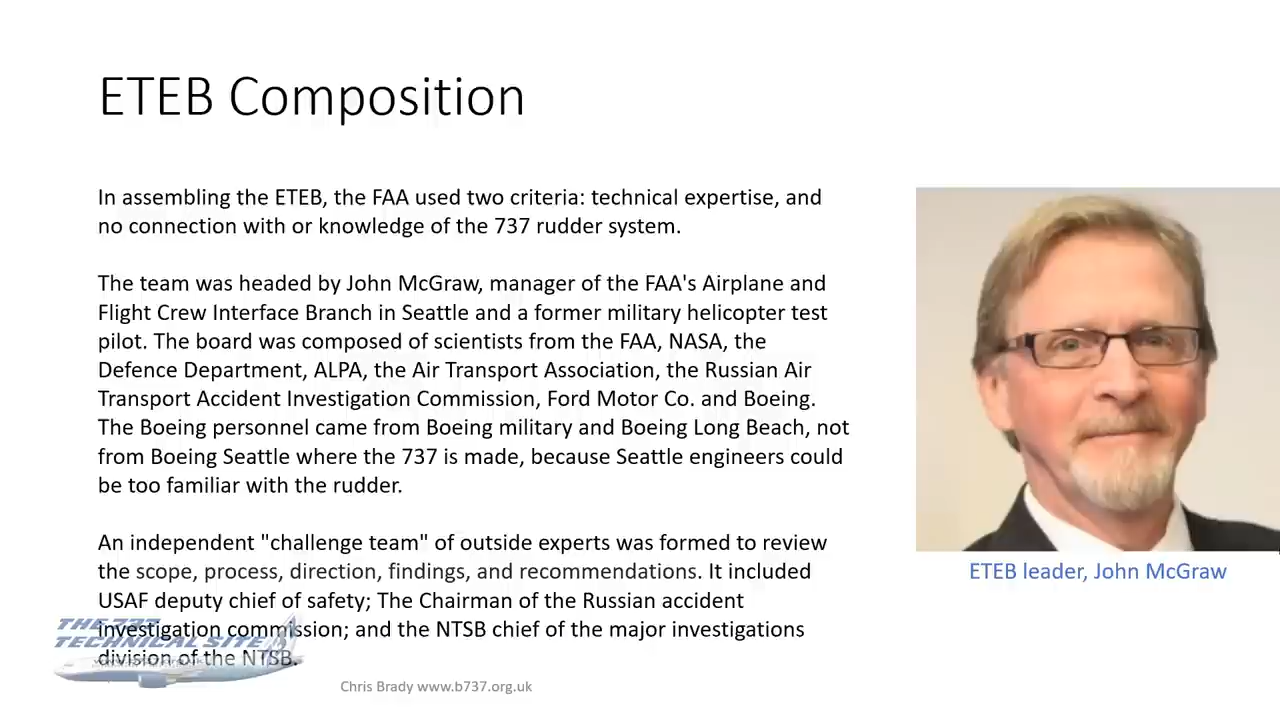 ETEB Composition
In assembling the ETEB, the FAA used two criteria: technical expertise, and
no connection with or knowledge of the 737 rudder system.
The team was headed by John McGraw, manager of the FAA's Airplane and
Flight Crew Interface Branch in Seattle and a former military helicopter test
pilot. The board was composed of scientists from the FAA, NASA, the
Defence Department, ALPA, the Air Transport Association, the Russian Air
Transport Accident Investigation Commission, Ford Motor Co. and Boeing.
The Boeing personnel came from Boeing military and Boeing Long Beach, not
from Boeing Seattle where the 737 is made, because Seattle engineers could
be too familiar with the rudder.
An independent "challenge team" of outside experts was formed to review
the scope, process, direction, findings, and recommendations. It included
USAF deputy chief of safety; The Chairman of the Russian accident
investigation commission; and the NTSB chief of the major investigations
division of the NTSB.
ETEB leader, John McGraw
THE 737
TECHNICAL SITE
Chris Brady www.b737.org.uk